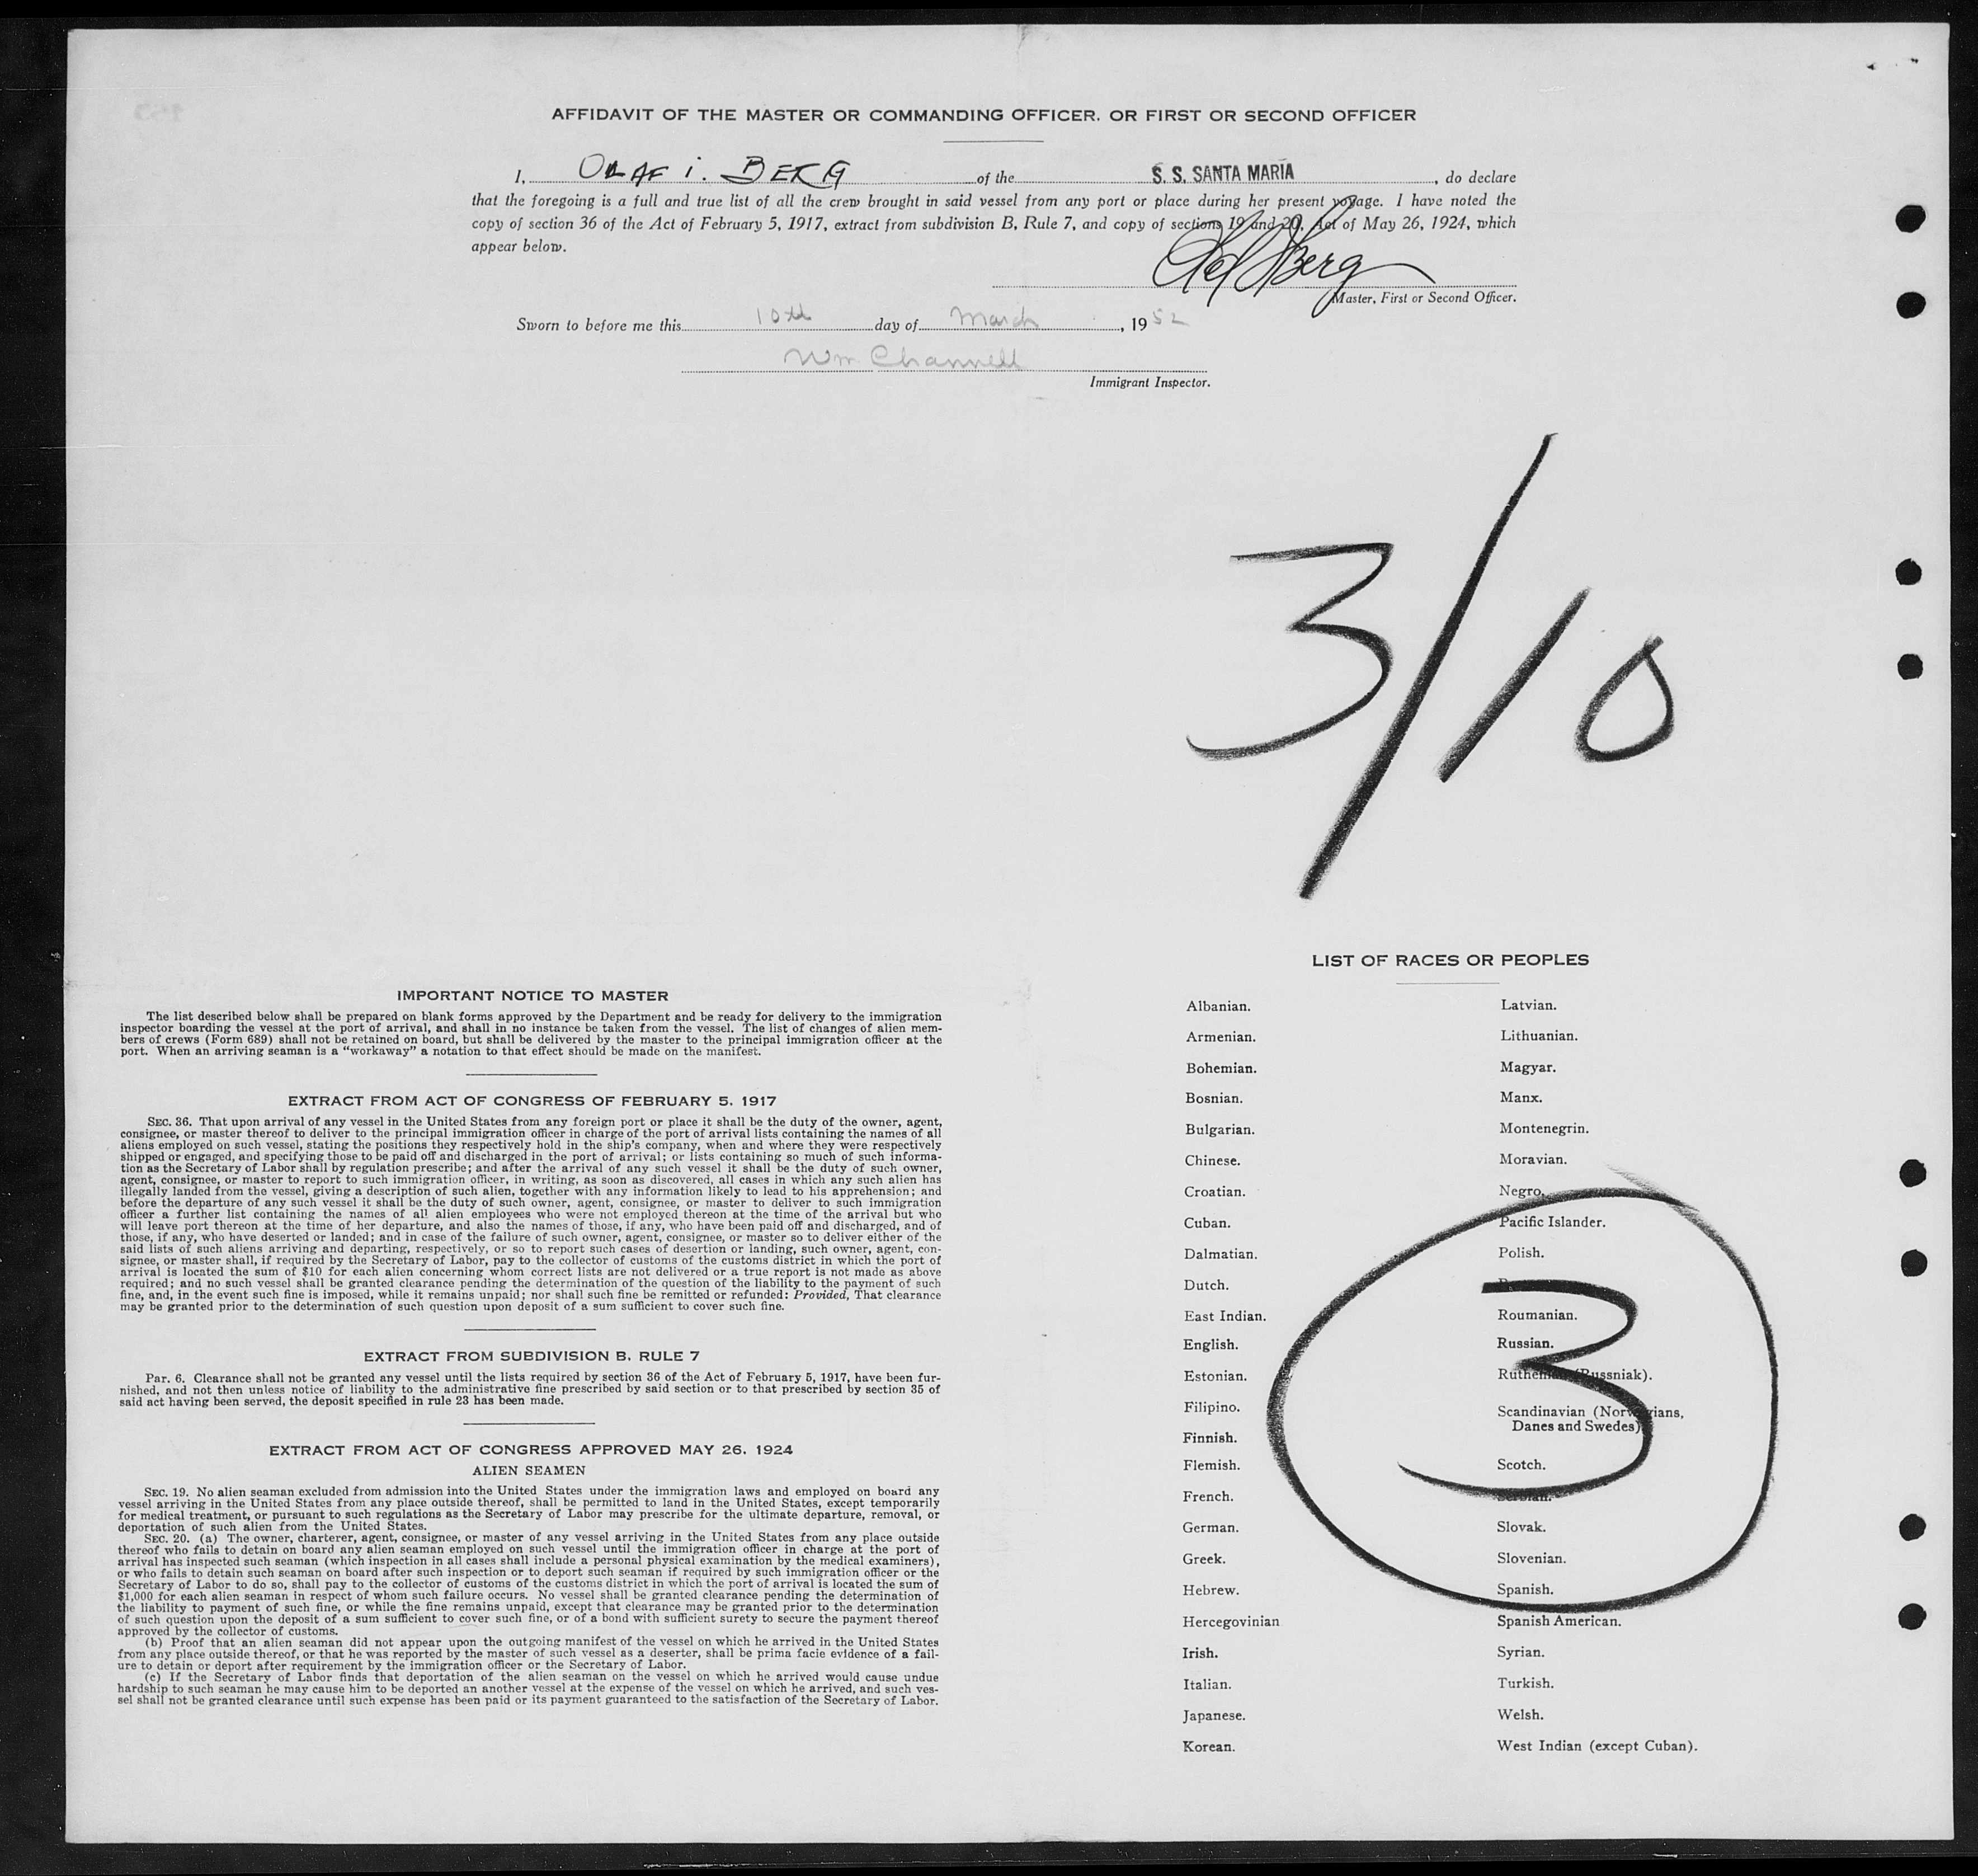 AFFIDAVIT OF THE MASTER OR COMMANDING OFFICER, OR FIRST OR SECOND OFFICER
I, OLAF i. BERG of the S. S. SANTA MARIA, do declare
that the foregoing is a full and true list of all the crew brought in said vessel from any port or place during her present voyage. I have noted the
copy of section 36 of the Act of February 5, 1917, extract from subdivision B, Rule 7, and copy of sections 19 and 20, Act of May 26, 1924, which
appear below.
Berg
Master, First or Second Officer.
Sworn to before me this 10th day of March, 1952
Wm Channell
Immigrant Inspector.
3/10
IMPORTANT NOTICE TO MASTER
The list described below shall be prepared on blank forms approved by the Department and be ready for delivery to the immigration
inspector boarding the vessel at the port of arrival, and shall in no instance be taken from the vessel. The list of changes of alien mem-
bers of crews (Form 689) shall not be retained on board, but shall be delivered by the master to the principal immigration officer at the
port. When an arriving seaman is a "workaway" a notation to that effect should be made on the manifest.
EXTRACT FROM ACT OF CONGRESS OF FEBRUARY 5, 1917
SEC. 36. That upon arrival of any vessel in the United States from any foreign port or place it shall be the duty of the owner, agent,
consignee, or master thereof to deliver to the principal immigration officer in charge of the port of arrival lists containing the names of all
aliens employed on such vessel, stating the positions they respectively hold in the ship's company, when and where they were respectively
shipped or engaged, and specifying those to be paid off and discharged in the port of arrival; or lists containing so much of such informa-
tion as the Secretary of Labor shall by regulation prescribe; and after the arrival of any such vessel it shall be the duty of such owner,
agent, consignee, or master to report to such immigration officer, in writing, as soon as discovered, all cases in which any such alien has
illegally landed from the vessel, giving a description of such alien, together with any information likely to lead to his apprehension; and
before the departure of any such vessel it shall be the duty of such owner, agent, consignee, or master to deliver to such immigration
officer a further list containing the names of all alien employees who were not employed thereon at the time of the arrival but who
will leave port thereon at the time of her departure, and also the names of those, if any, who have been paid off and discharged, and of
those, if any, who have deserted or landed; and in case of the failure of such owner, agent, consignee, or master so to deliver either of the
said lists of such aliens arriving and departing, respectively, or so to report such cases of desertion or landing, such owner, agent, con-
signee, or master shall, if required by the Secretary of Labor, pay to the collector of customs of the customs district in which the port of
arrival is located the sum of $10 for each alien concerning whom correct lists are not delivered or a true report is not made as above
required; and no such vessel shall be granted clearance pending the determination of the question of the liability to the payment of such
fine, and, in the event such fine is imposed, while it remains unpaid; nor shall such fine be remitted or refunded: Provided, That clearance
may be granted prior to the determination of such question upon deposit of a sum sufficient to cover such fine.
EXTRACT FROM SUBDIVISION B, RULE 7
Par. 6. Clearance shall not be granted any vessel until the lists required by section 36 of the Act of February 5, 1917, have been fur-
nished, and not then unless notice of liability to the administrative fine prescribed by said section or to that prescribed by section 35 of
said act having been served, the deposit specified in rule 23 has been made.
EXTRACT FROM ACT OF CONGRESS APPROVED MAY 26, 1924
ALIEN SEAMEN
SEC. 19. No alien seaman excluded from admission into the United States under the immigration laws and employed on board any
vessel arriving in the United States from any place outside thereof, shall be permitted to land in the United States, except temporarily
for medical treatment, or pursuant to such regulations as the Secretary of Labor may prescribe for the ultimate departure, removal, or
deportation of such alien from the United States.
SEC. 20. (a) The owner, charterer, agent, consignee, or master of any vessel arriving in the United States from any place outside
thereof who fails to detain on board any alien seaman employed on such vessel until the immigration officer in charge at the port of
arrival has inspected such seaman (which inspection in all cases shall include a personal physical examination by the medical examiners),
or who fails to detain such seaman on board after such inspection or to deport such seaman if required by such immigration officer or the
Secretary of Labor to do so, shall pay to the collector of customs of the customs district in which the port of arrival is located the sum of
$1,000 for each alien seaman in respect of whom such failure occurs. No vessel shall be granted clearance pending the determination of
the liability to payment of such fine, or while the fine remains unpaid, except that clearance may be granted prior to the determination
of such question upon the deposit of a sum sufficient to cover such fine, or of a bond with sufficient surety to secure the payment thereof
approved by the collector of customs.
(b) Proof that an alien seaman did not appear upon the outgoing manifest of the vessel on which he arrived in the United States
from any place outside thereof, or that he was reported by the master of such vessel as a deserter, shall be prima facie evidence of a fail-
ure to detain or deport after requirement by the immigration officer or the Secretary of Labor.
(c) If the Secretary of Labor finds that deportation of the alien seaman on the vessel on which he arrived would cause undue
hardship to such seaman he may cause him to be deported an another vessel at the expense of the vessel on which he arrived, and such ves-
sel shall not be granted clearance until such expense has been paid or its payment guaranteed to the satisfaction of the Secretary of Labor.
LIST OF RACES OR PEOPLES
Albanian.
Armenian.
Bohemian.
Bosnian.
Bulgarian.
Chinese.
Croatian.
Cuban.
Dalmatian.
Dutch.
East Indian.
English.
Estonian.
Filipino.
Finnish.
Flemish.
French.
German.
Greek.
Hebrew.
Hercegovinian
Irish.
Italian.
Japanese.
Korean.
Latvian.
Lithuanian.
Magyar.
Manx.
Montenegrin.
Moravian.
Negro.
Pacific Islander.
Polish.
Roumanian.
Russian.
Ruthenian (Russniak).
Scandinavian (Norwegians,
Danes and Swedes).
Scotch.
Serbian.
Slovak.
Slovenian.
Spanish.
Spanish American.
Syrian.
Turkish.
Welsh.
West Indian (except Cuban).
3